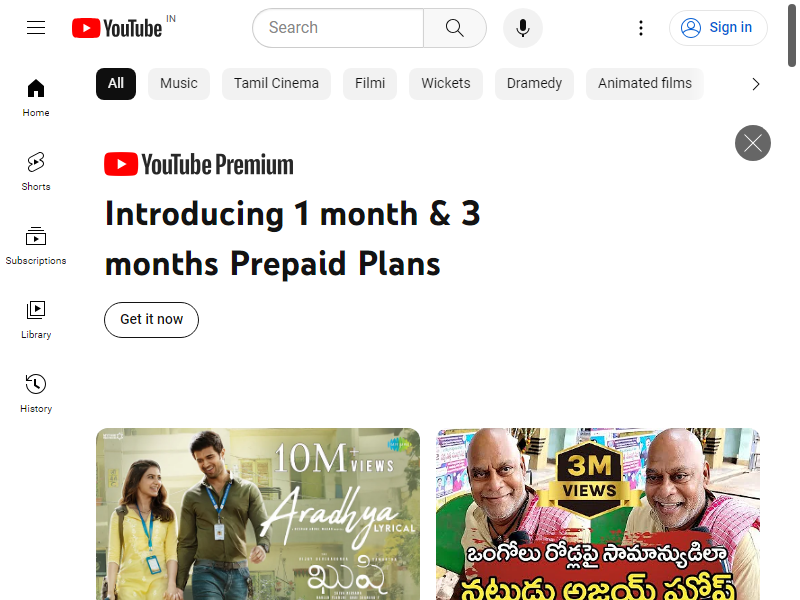 YouTube IN
Search
Sign in
All
Music
Tamil Cinema
Filmi
Wickets
Dramedy
Animated films
Home
Shorts
Subscriptions
Library
History
YouTube Premium
Introducing 1 month & 3
months Prepaid Plans
Get it now
10M+
VIEWS
Aradhya
LYRICAL
ఖుషి
3M
VIEWS
ఒంగోలు రోడ్లపై సామాన్యుడిలా
నటుడు అజయ్ ఘోష్